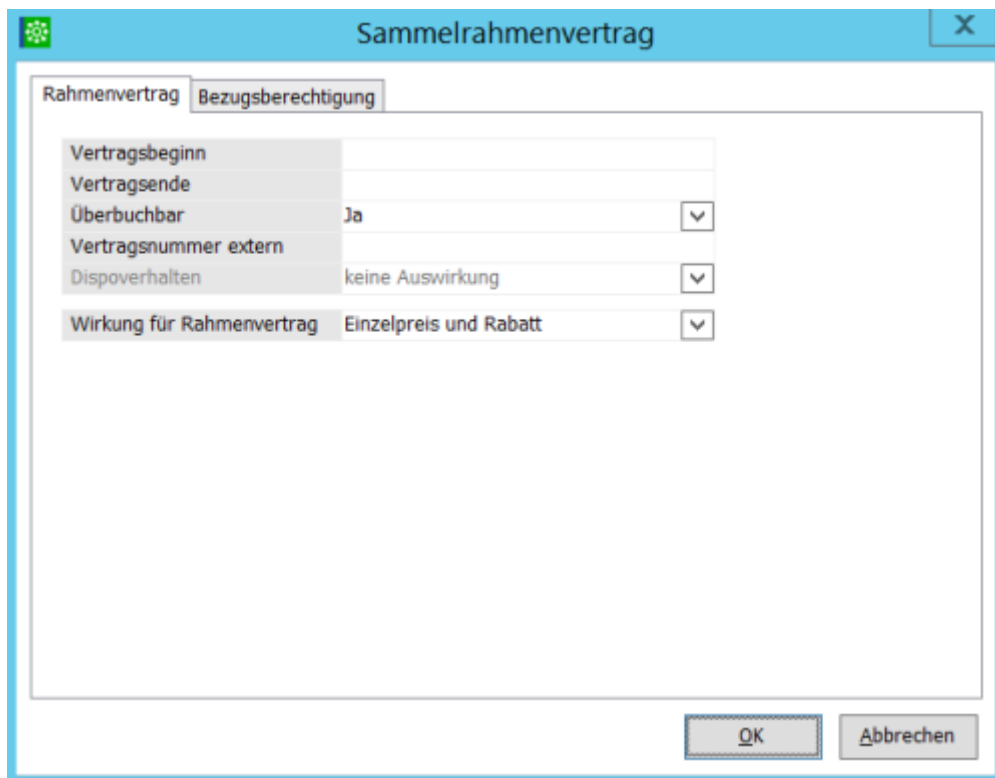 Sammelrahmenvertrag
X
Rahmenvertrag Bezugsberechtigung
Vertragsbeginn
Vertragsende
Überbuchbar Ja
Vertragsnummer extern
Dispoverhalten keine Auswirkung
Wirkung für Rahmenvertrag Einzelpreis und Rabatt
OK Abbrechen